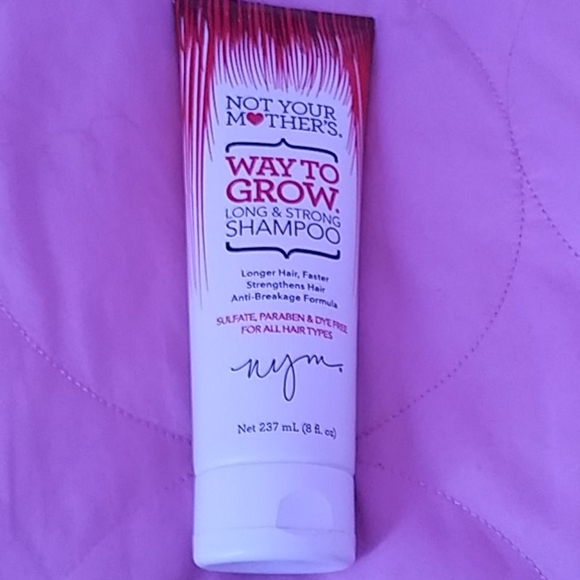 NOT YOUR
M♥THER'S®
WAY TO
GROW®
LONG & STRONG
SHAMPOO
Longer Hair, Faster
Strengthens Hair
Anti-Breakage Formula
SULFATE, PARABEN & DYE FREE
FOR ALL HAIR TYPES
nym.
Net 237 mL (8 fl. oz)